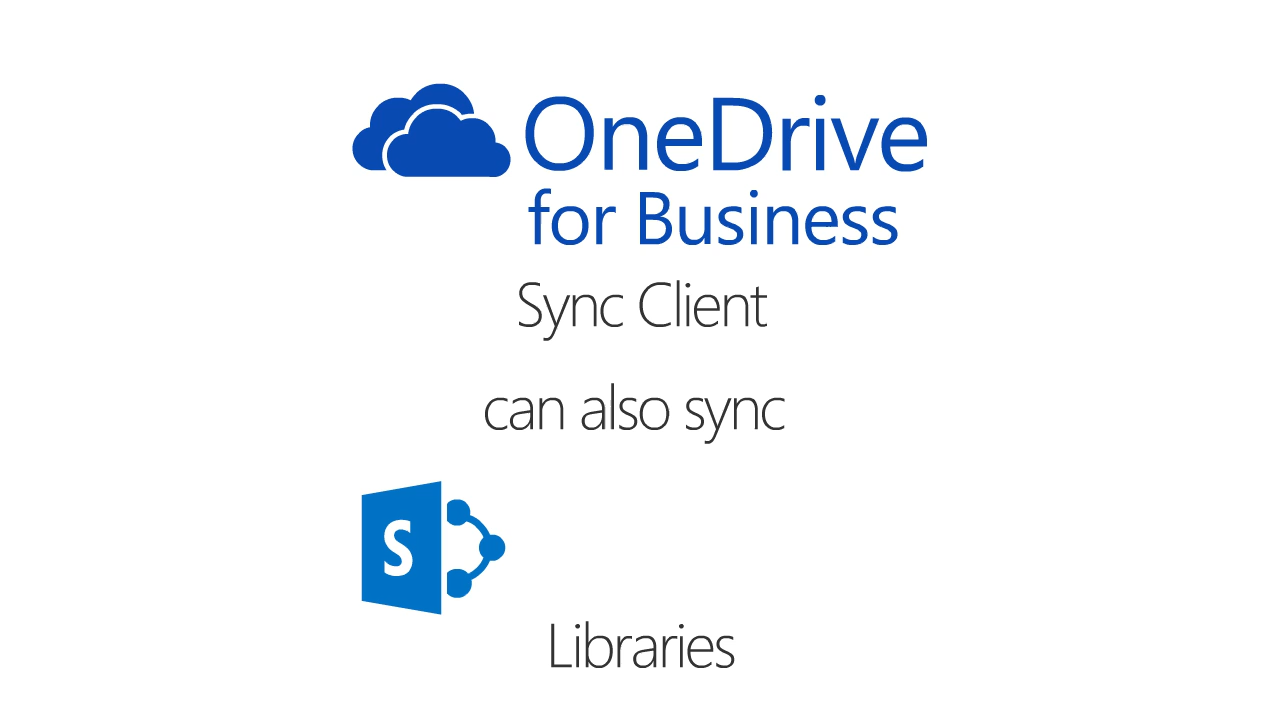 OneDrive
for Business
Sync Client
can also sync
S
Libraries